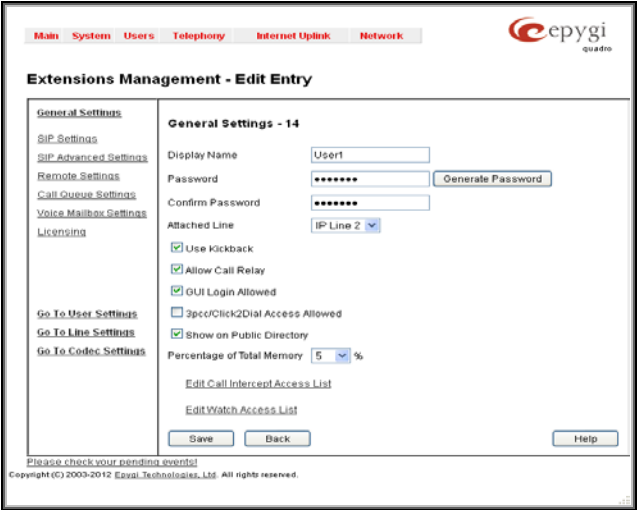 Main System Users Telephony Internet Uplink Network
epygi
quadro
Extensions Management - Edit Entry
General Settings
SIP Settings
SIP Advanced Settings
Remote Settings
Call Queue Settings
Voice Mailbox Settings
Licensing
Go To User Settings
Go To Line Settings
Go To Codec Settings
General Settings - 14
Display Name User1
Password ●●●●●●● Generate Password
Confirm Password ●●●●●●●
Attached Line IP Line 2
Use Kickback
Allow Call Relay
GUI Login Allowed
3pcc/Click2Dial Access Allowed
Show on Public Directory
Percentage of Total Memory 5 %
Edit Call Intercept Access List
Edit Watch Access List
Save Back Help
Please check your pending events!
Copyright (C) 2003-2012 Epygi Technologies, Ltd. All rights reserved.